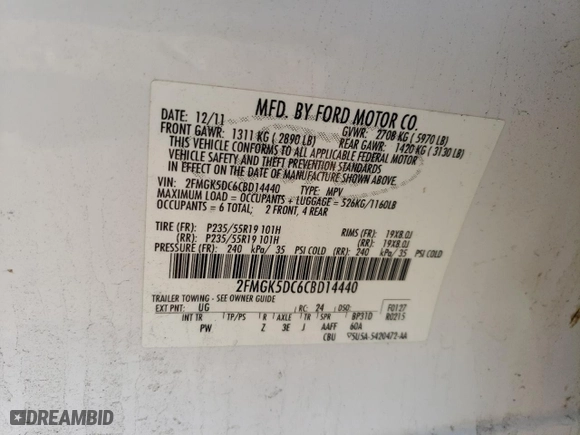 MFD. BY FORD MOTOR CO.
DATE: 12/11 GVWR: 2708 KG (5970 LB)
FRONT GAWR: 1311 KG (2890 LB) REAR GAWR: 1420 KG (3130 LB)
THIS VEHICLE CONFORMS TO ALL APPLICABLE FEDERAL MOTOR
VEHICLE SAFETY AND THEFT PREVENTION STANDARDS
IN EFFECT ON THE DATE OF MANUFACTURE SHOWN ABOVE.
VIN: 2FMGK5DC6CBD14440 TYPE: MPV
MAXIMUM LOAD = OCCUPANTS + LUGGAGE = 526KG/1160LB
OCCUPANTS = 6 TOTAL: 2 FRONT, 4 REAR
TIRE (FR): P235/55R19 101H RIMS (FR): 19X8.0J
(RR): P235/55R19 101H (RR): 19X8.0J
PRESSURE (FR): 240 kPa/ 35 PSI COLD (RR): 240 kPa/ 35 PSI COLD
2FMGK5DC6CBD14440
TRAILER TOWING - SEE OWNER GUIDE
EXT PNT: UG RC: 24 DSO: F0127
INT TR TP/PS R AXLE TR SPR BP31D R0215
PW Z 3E J AAFF 60A
CBU 5U5A-5420472-AA
DREAMBID